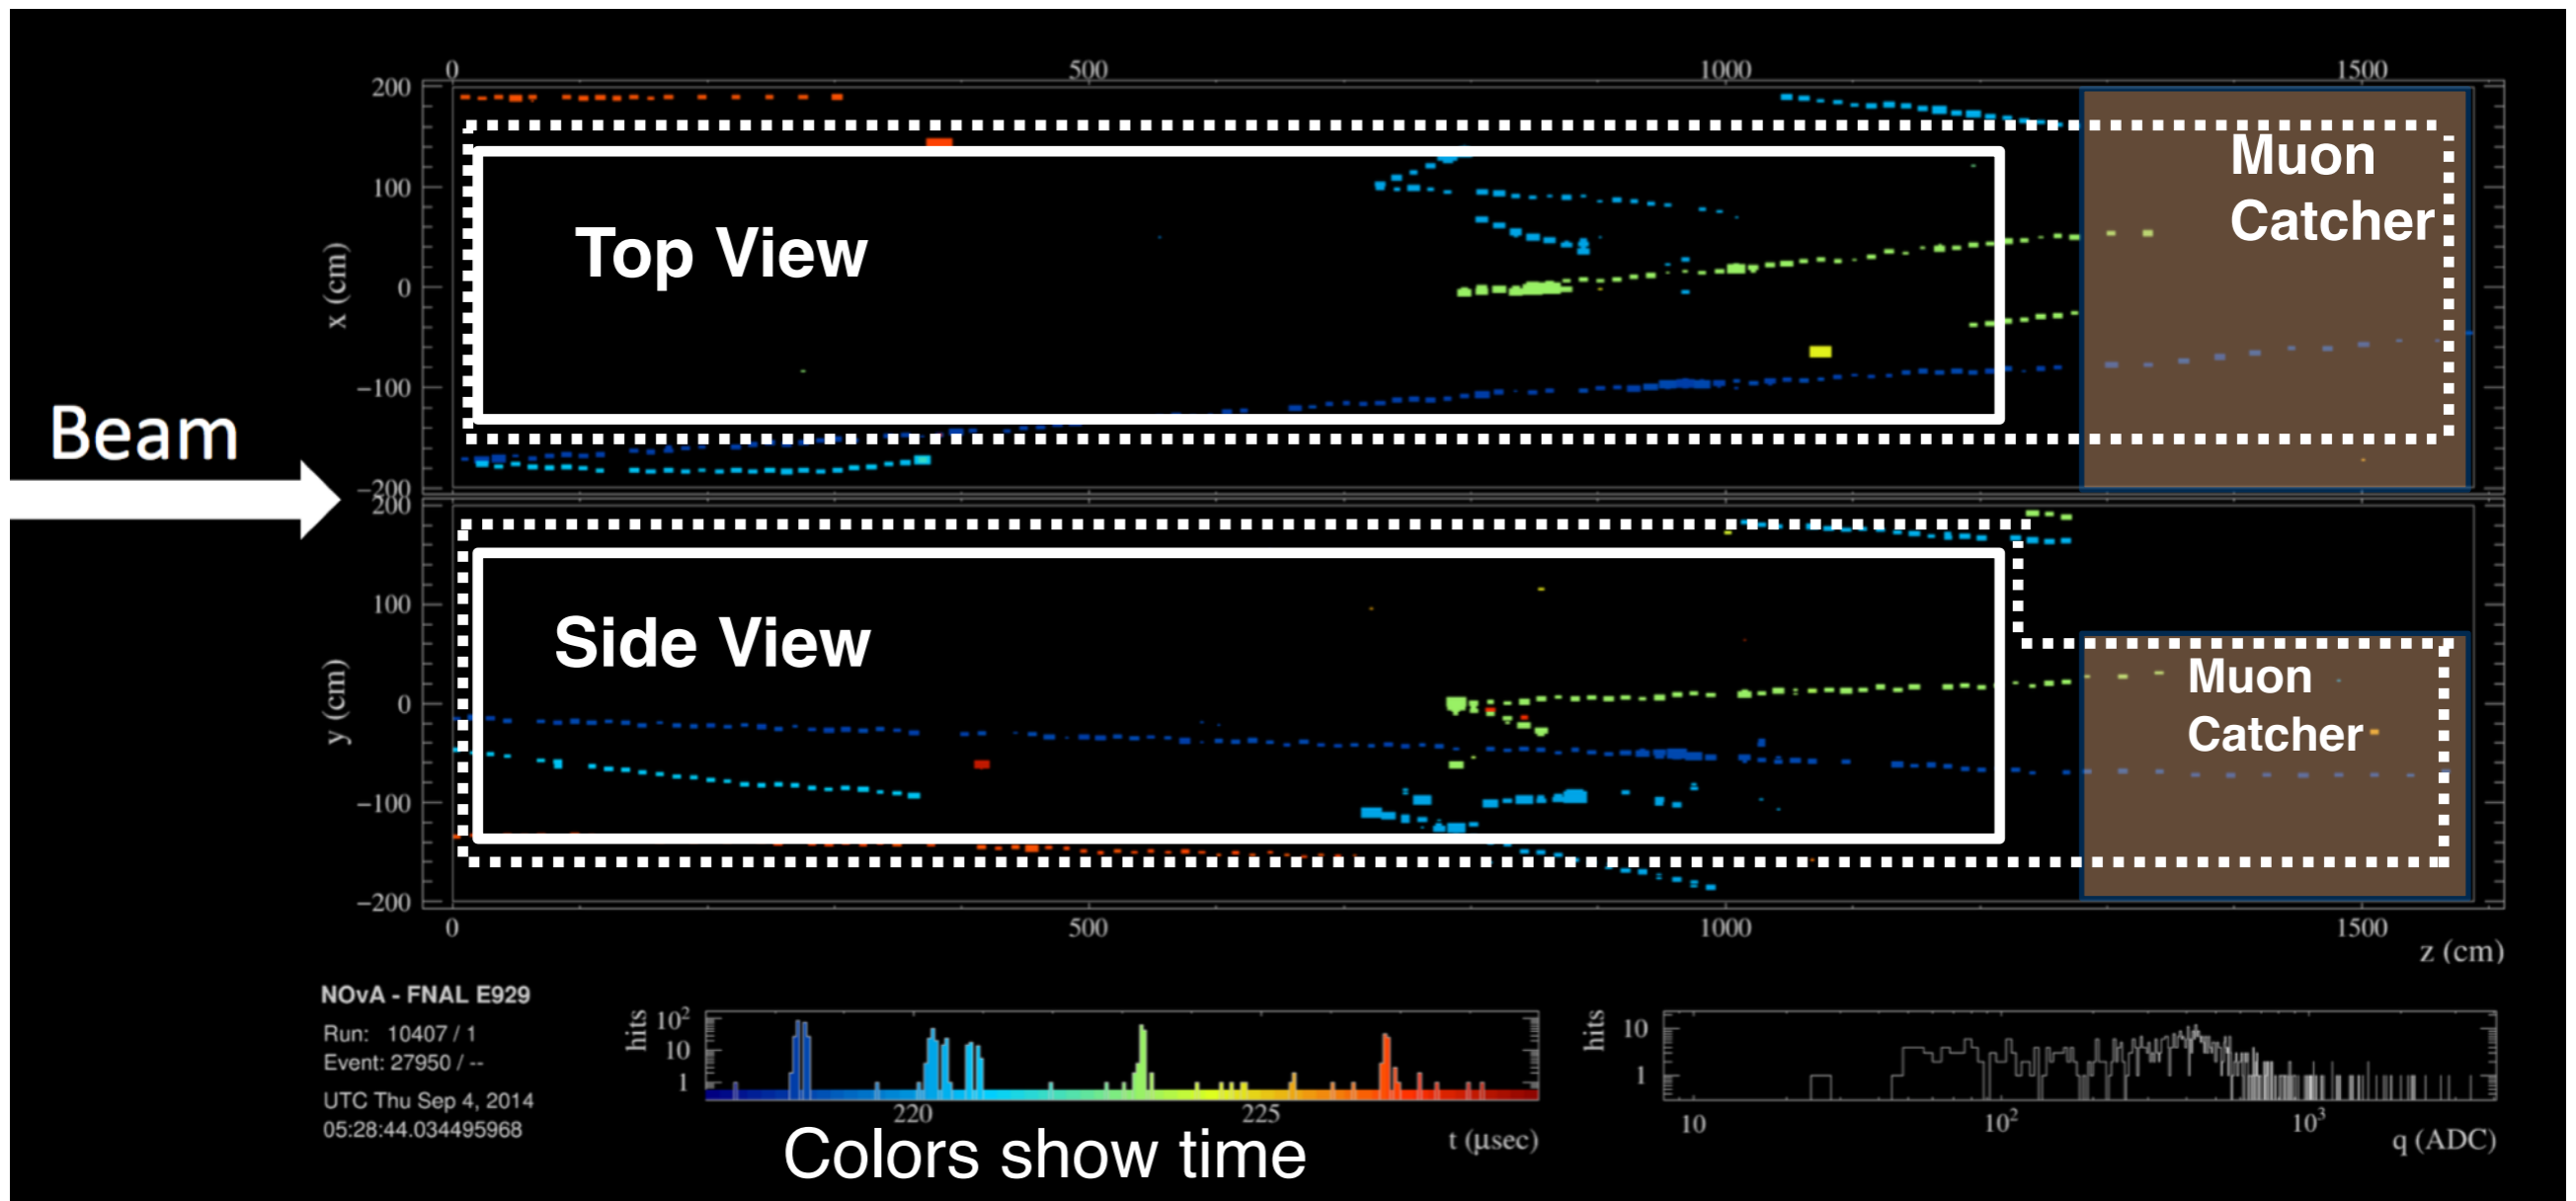 0 500 1000 1500
200
100
0
−100
−200
x (cm)
Top View
Muon
Catcher
Beam
200
100
0
−100
−200
y (cm)
Side View
Muon
Catcher
0 500 1000 1500
z (cm)
NOvA - FNAL E929
Run: 10407 / 1
Event: 27950 / --
UTC Thu Sep 4, 2014
05:28:44.034495968
hits
10²
10
1
220 225
t (μsec)
Colors show time
hits
10
1
10 10² 10³
q (ADC)